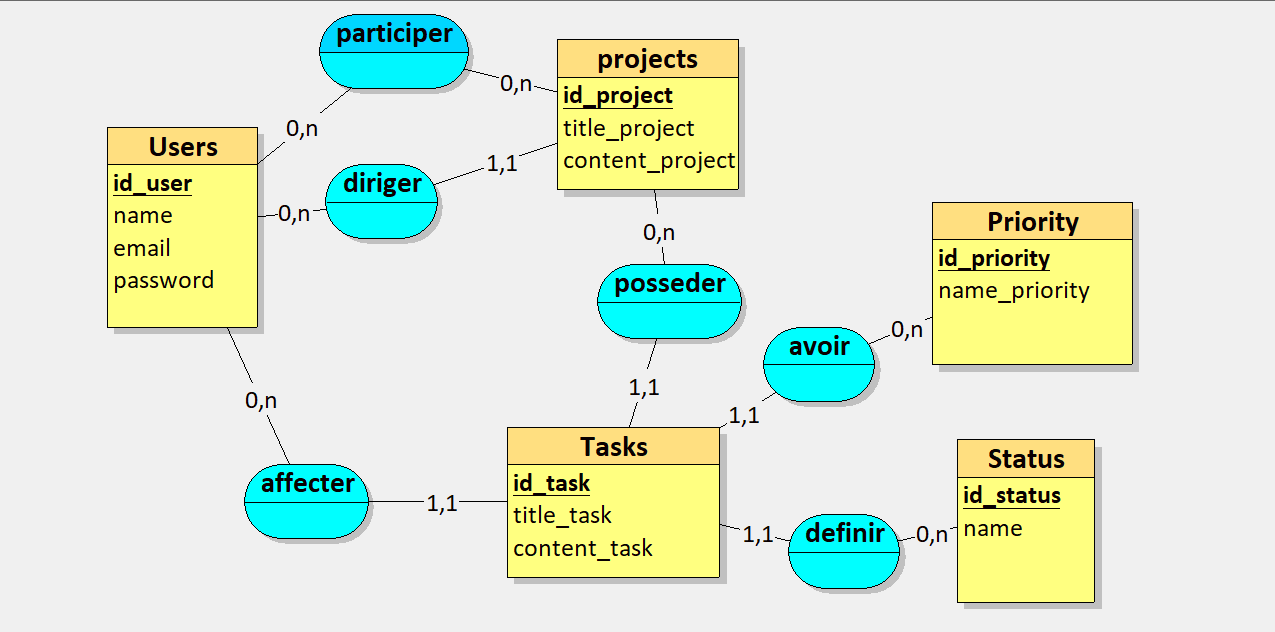 participer
0,n
0,n
projects
id_project
title_project
content_project
Users
id_user
name
email
password
0,n
diriger
1,1
0,n
posseder
1,1
Priority
id_priority
name_priority
avoir
0,n
1,1
0,n
affecter
1,1
Tasks
id_task
title_task
content_task
1,1
definir
0,n
Status
id_status
name